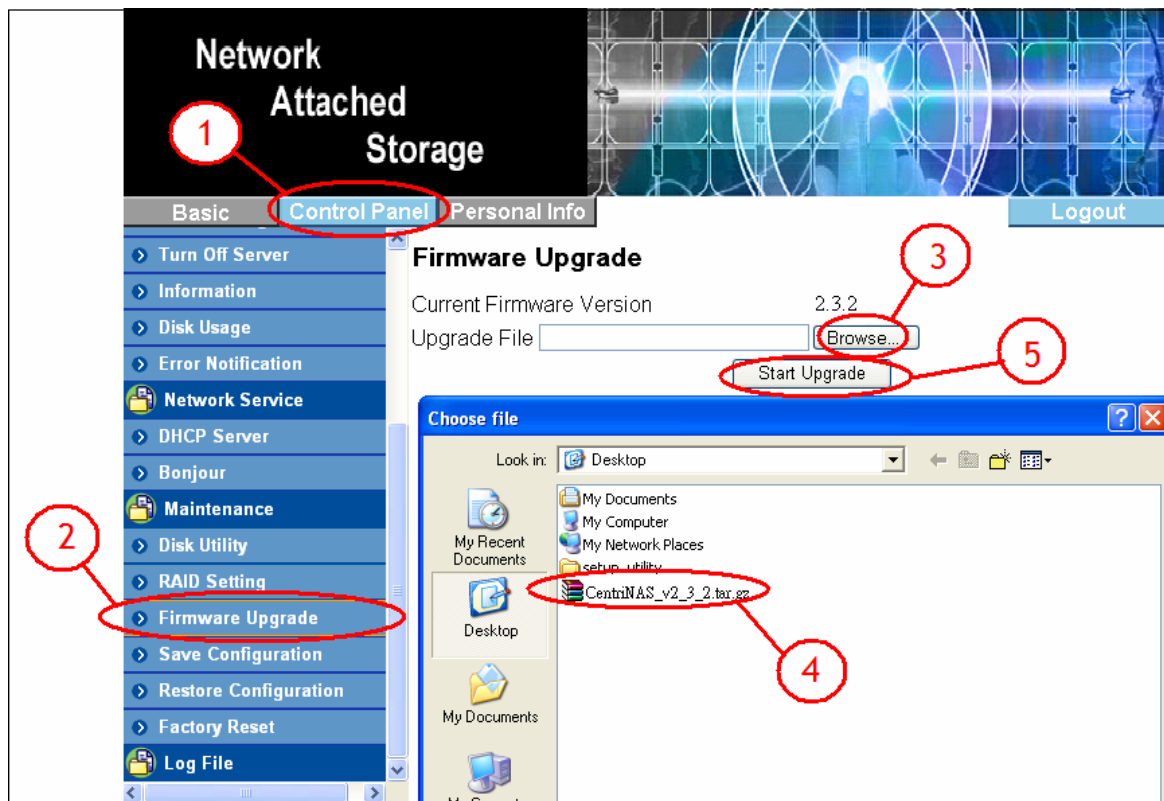 Network
Attached
Storage
1
Basic
Control Panel
Personal Info
Logout
Turn Off Server
Information
Disk Usage
Error Notification
Network Service
DHCP Server
Bonjour
Maintenance
2
Disk Utility
RAID Setting
Firmware Upgrade
Save Configuration
Restore Configuration
Factory Reset
Log File
Firmware Upgrade
3
Current Firmware Version 2.3.2
Upgrade File Browse...
5
Start Upgrade
Choose file
Look in: Desktop
My Recent
Documents
Desktop
My Documents
My Documents
My Computer
My Network Places
setup_utility
CentriNAS_v2_3_2.tar.gz
4